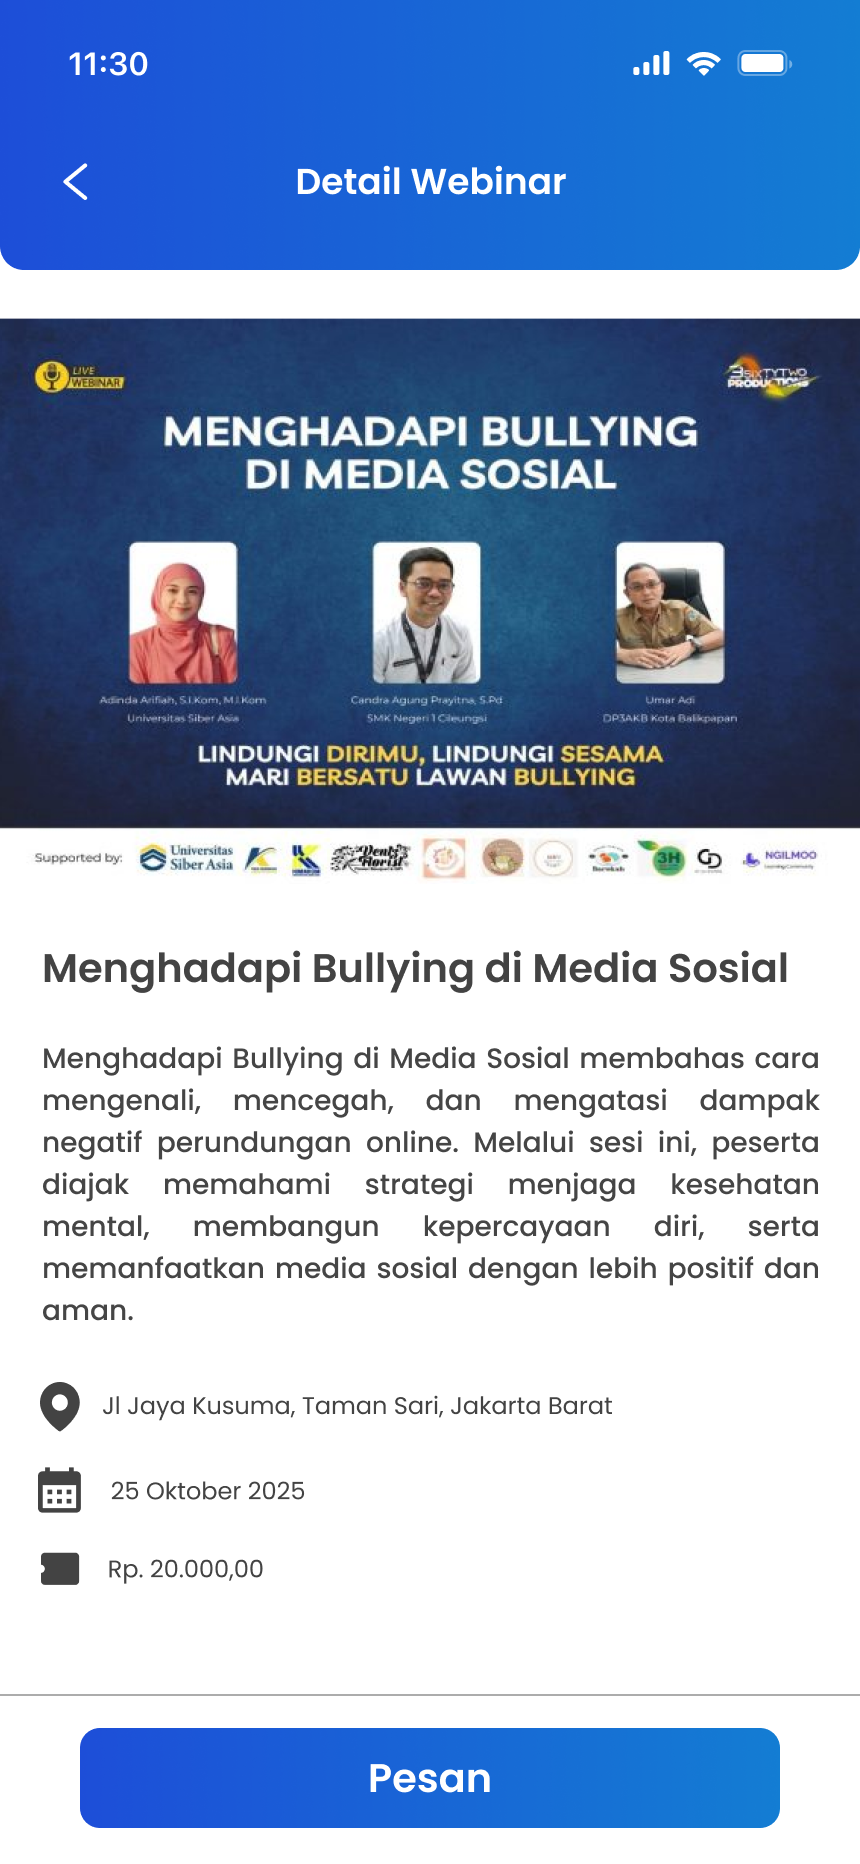 11:30
Detail Webinar
LIVE
WEBINAR
3SIXTYTWO
PRODUCTIONS
MENGHADAPI BULLYING
DI MEDIA SOSIAL
Adinda Arifiah, S.I.Kom, M.I.Kom
Universitas Siber Asia
Candra Agung Prayitna, S.Pd
SMK Negeri 1 Cileungsi
Umar Adi
DP3AKB Kota Balikpapan
LINDUNGI DIRIMU, LINDUNGI SESAMA
MARI BERSATU LAWAN BULLYING
Supported by:
Universitas
Siber Asia
Florist
Barokah
3H
NGILMOO
Menghadapi Bullying di Media Sosial
Menghadapi Bullying di Media Sosial membahas cara
mengenali, mencegah, dan mengatasi dampak
negatif perundungan online. Melalui sesi ini, peserta
diajak memahami strategi menjaga kesehatan
mental, membangun kepercayaan diri, serta
memanfaatkan media sosial dengan lebih positif dan
aman.
Jl Jaya Kusuma, Taman Sari, Jakarta Barat
25 Oktober 2025
Rp. 20.000,00
Pesan